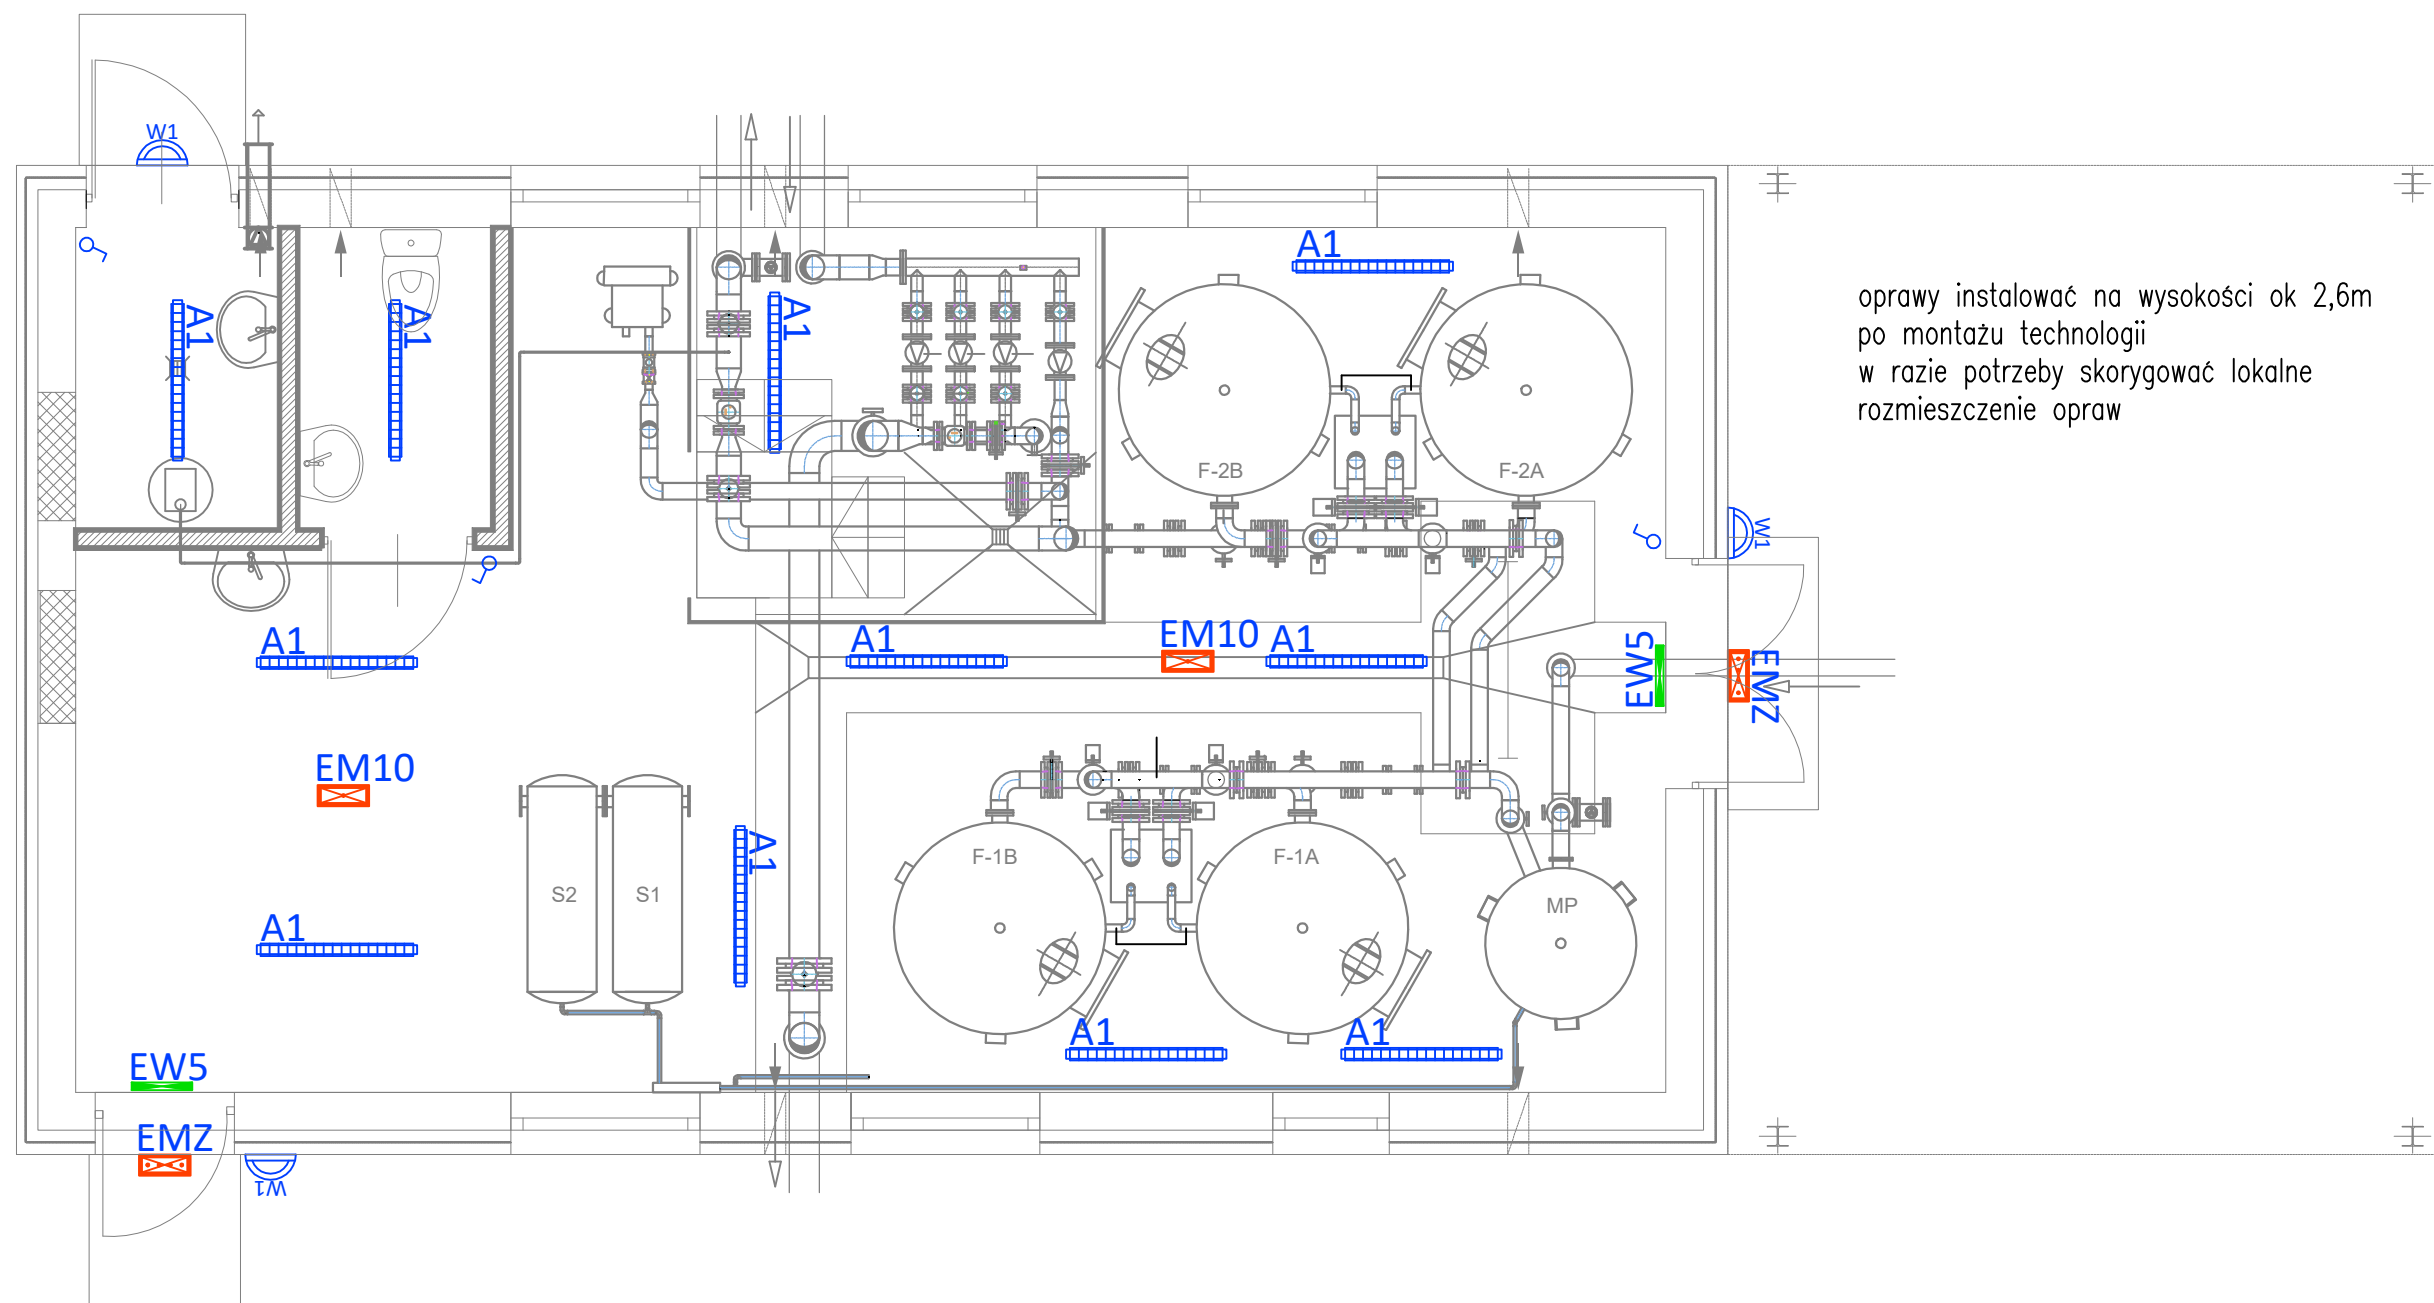 W1
A1
oprawy instalować na wysokości ok 2,6m
po montażu technologii
w razie potrzeby skorygować lokalne
rozmieszczenie opraw
A1
A1
A1
F-2B
F-2A
W1
A1
A1
EM10
A1
EW5
EMZ
EM10
A1
F-1B
F-1A
S2
S1
MP
A1
A1
A1
EW5
EMZ
W1